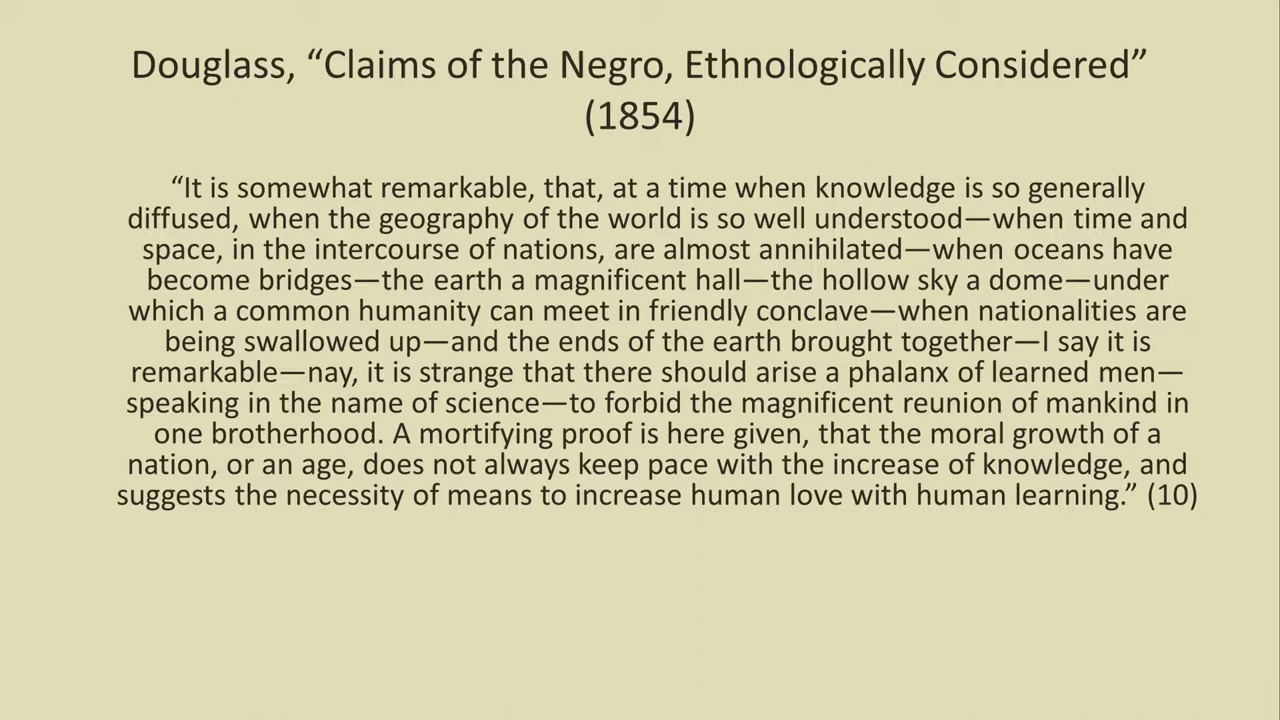 Douglass, “Claims of the Negro, Ethnologically Considered”
(1854)
“It is somewhat remarkable, that, at a time when knowledge is so generally
diffused, when the geography of the world is so well understood—when time and
space, in the intercourse of nations, are almost annihilated—when oceans have
become bridges—the earth a magnificent hall—the hollow sky a dome—under
which a common humanity can meet in friendly conclave—when nationalities are
being swallowed up—and the ends of the earth brought together—I say it is
remarkable—nay, it is strange that there should arise a phalanx of learned men—
speaking in the name of science—to forbid the magnificent reunion of mankind in
one brotherhood. A mortifying proof is here given, that the moral growth of a
nation, or an age, does not always keep pace with the increase of knowledge, and
suggests the necessity of means to increase human love with human learning.” (10)